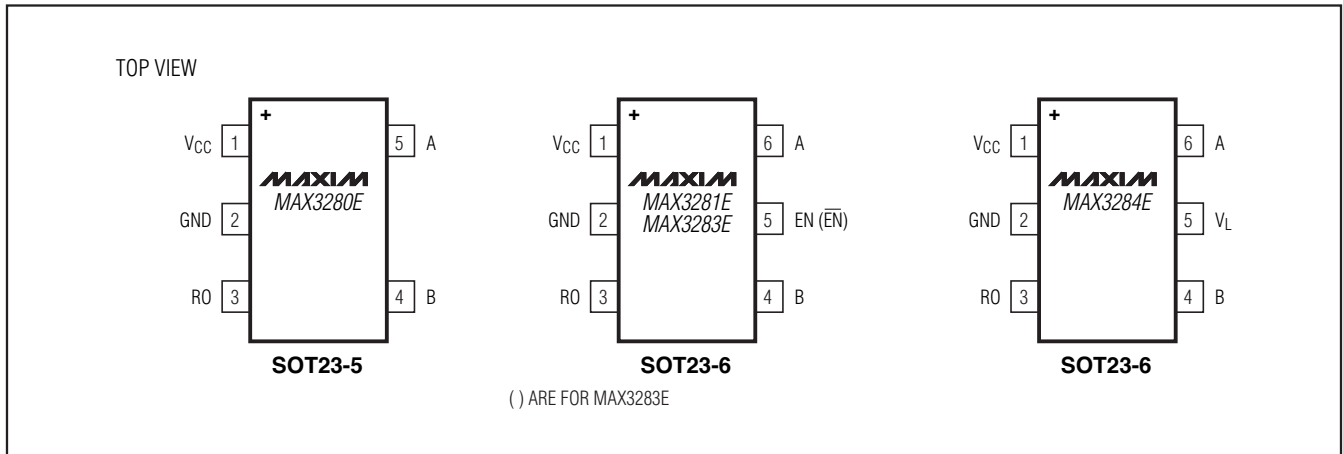 TOP VIEW
+
VCC 1
5 A
MAXIM
MAX3280E
GND 2
RO 3
4 B
SOT23-5
+
VCC 1
6 A
MAXIM
MAX3281E
MAX3283E
GND 2
5 EN (E̅N̅)
RO 3
4 B
SOT23-6
( ) ARE FOR MAX3283E
+
VCC 1
6 A
MAXIM
MAX3284E
GND 2
5 VL
RO 3
4 B
SOT23-6